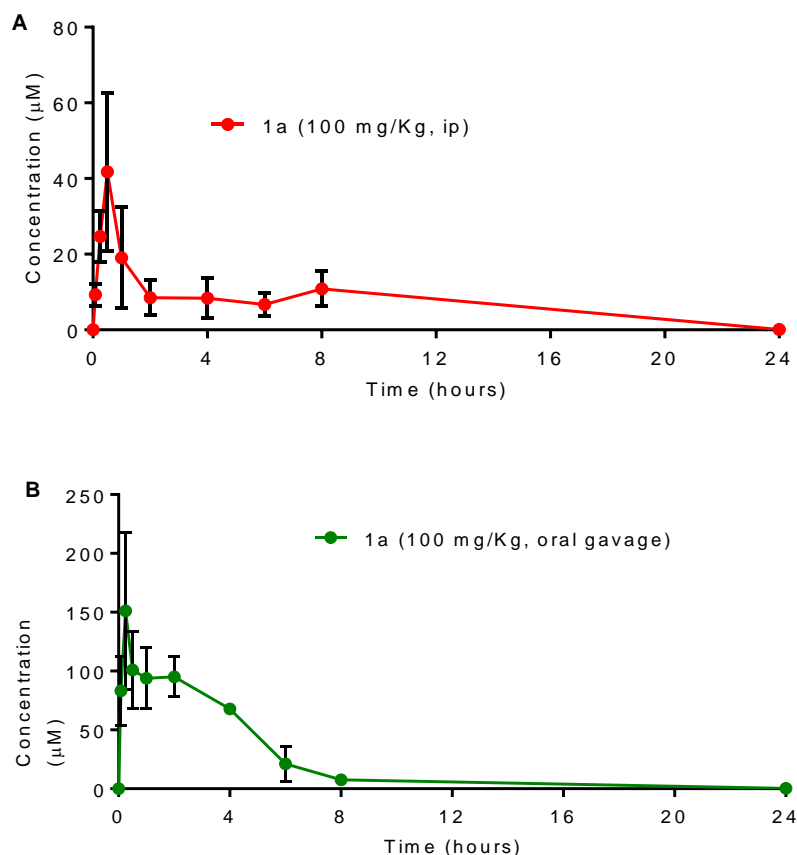 A
80
60
40
20
0
Concentration (μM)
1a (100 mg/Kg, ip)
0 4 8 12 16 20 24
Time (hours)
B
250
200
150
100
50
0
Concentration
(μM)
1a (100 mg/Kg, oral gavage)
0 4 8 12 16 20 24
Time (hours)